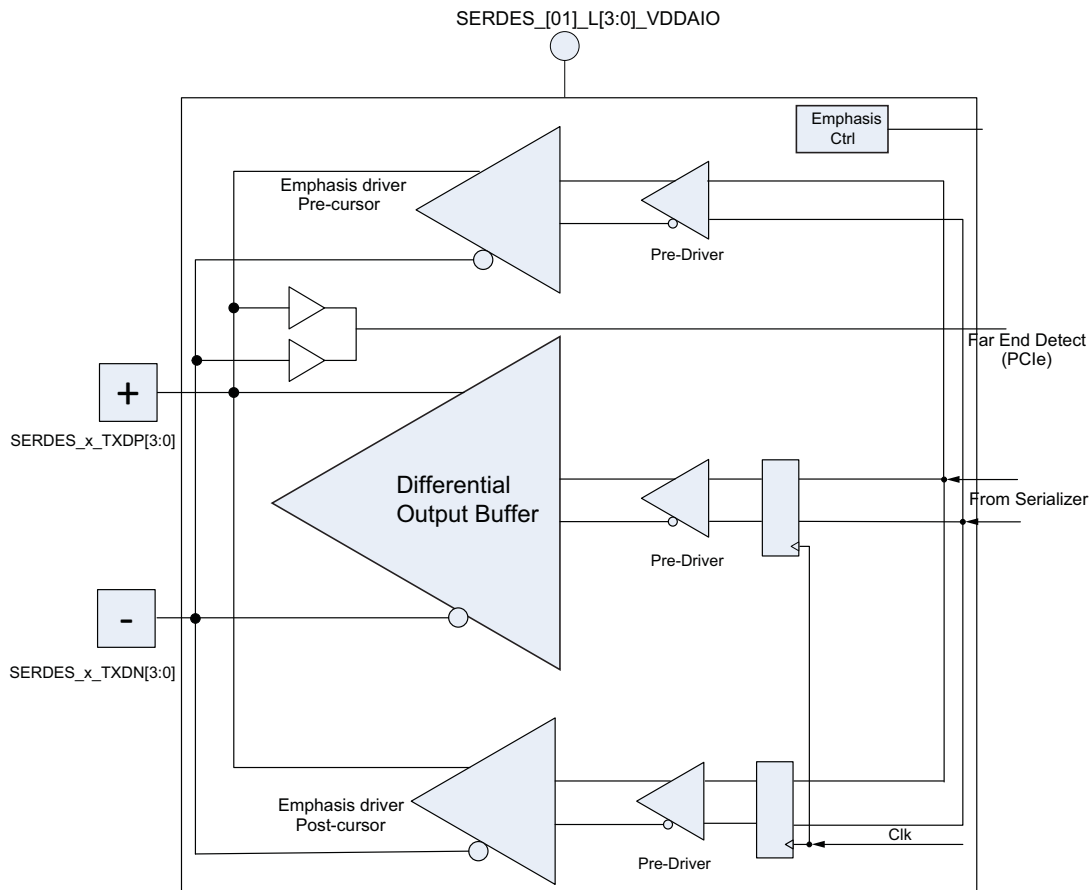 SERDES_[01]_L[3:0]_VDDAIO
Emphasis
Ctrl
Emphasis driver
Pre-cursor
Pre-Driver
Far End Detect
(PCIe)
+
SERDES_x_TXDP[3:0]
Differential
Output Buffer
From Serializer
Pre-Driver
-
SERDES_x_TXDN[3:0]
Emphasis driver
Post-cursor
Clk
Pre-Driver